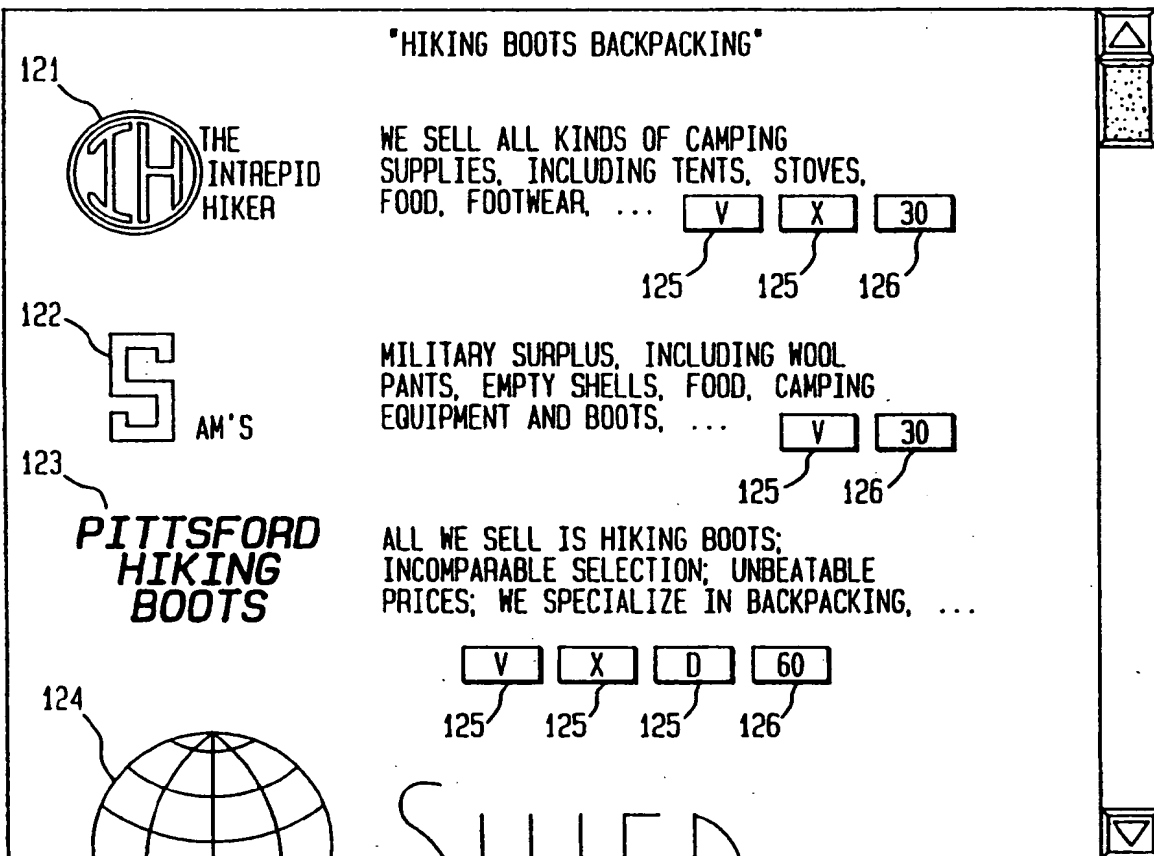 "HIKING BOOTS BACKPACKING"
121
IH THE
INTREPID
HIKER
WE SELL ALL KINDS OF CAMPING
SUPPLIES, INCLUDING TENTS, STOVES,
FOOD, FOOTWEAR, ... V X 30
125 125 126
122
S AM'S
MILITARY SURPLUS, INCLUDING WOOL
PANTS, EMPTY SHELLS, FOOD, CAMPING
EQUIPMENT AND BOOTS, ... V 30
125 126
123
PITTSFORD
HIKING
BOOTS
ALL WE SELL IS HIKING BOOTS;
INCOMPARABLE SELECTION; UNBEATABLE
PRICES; WE SPECIALIZE IN BACKPACKING, ...
V X D 60
125 125 125 126
124